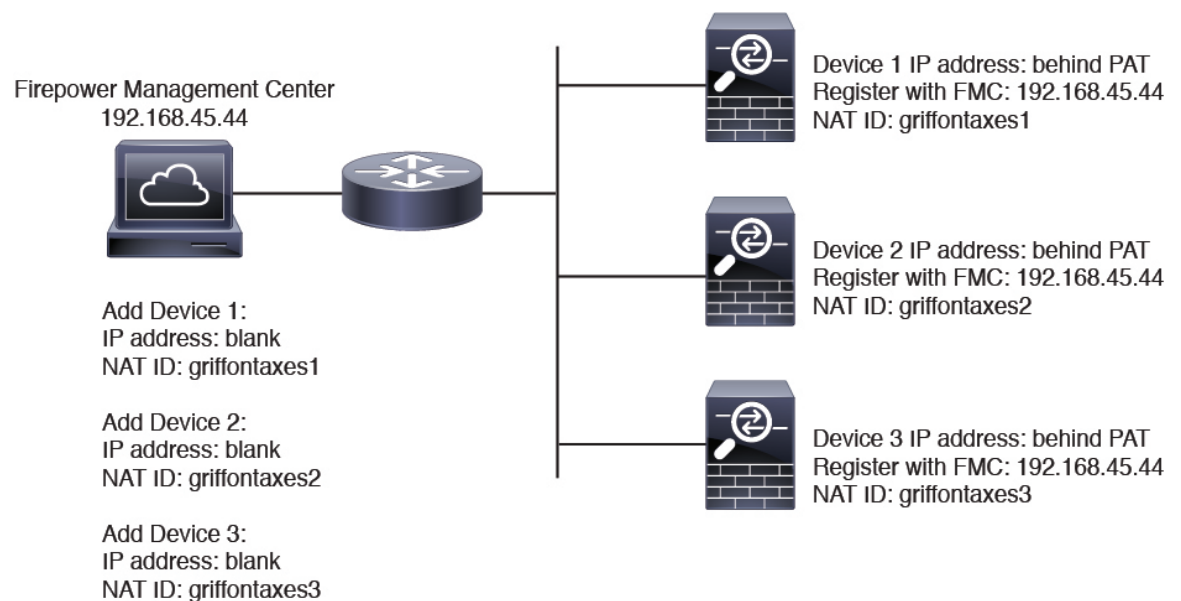 Firepower Management Center
192.168.45.44
Add Device 1:
IP address: blank
NAT ID: griffontaxes1
Add Device 2:
IP address: blank
NAT ID: griffontaxes2
Add Device 3:
IP address: blank
NAT ID: griffontaxes3
Device 1 IP address: behind PAT
Register with FMC: 192.168.45.44
NAT ID: griffontaxes1
Device 2 IP address: behind PAT
Register with FMC: 192.168.45.44
NAT ID: griffontaxes2
Device 3 IP address: behind PAT
Register with FMC: 192.168.45.44
NAT ID: griffontaxes3